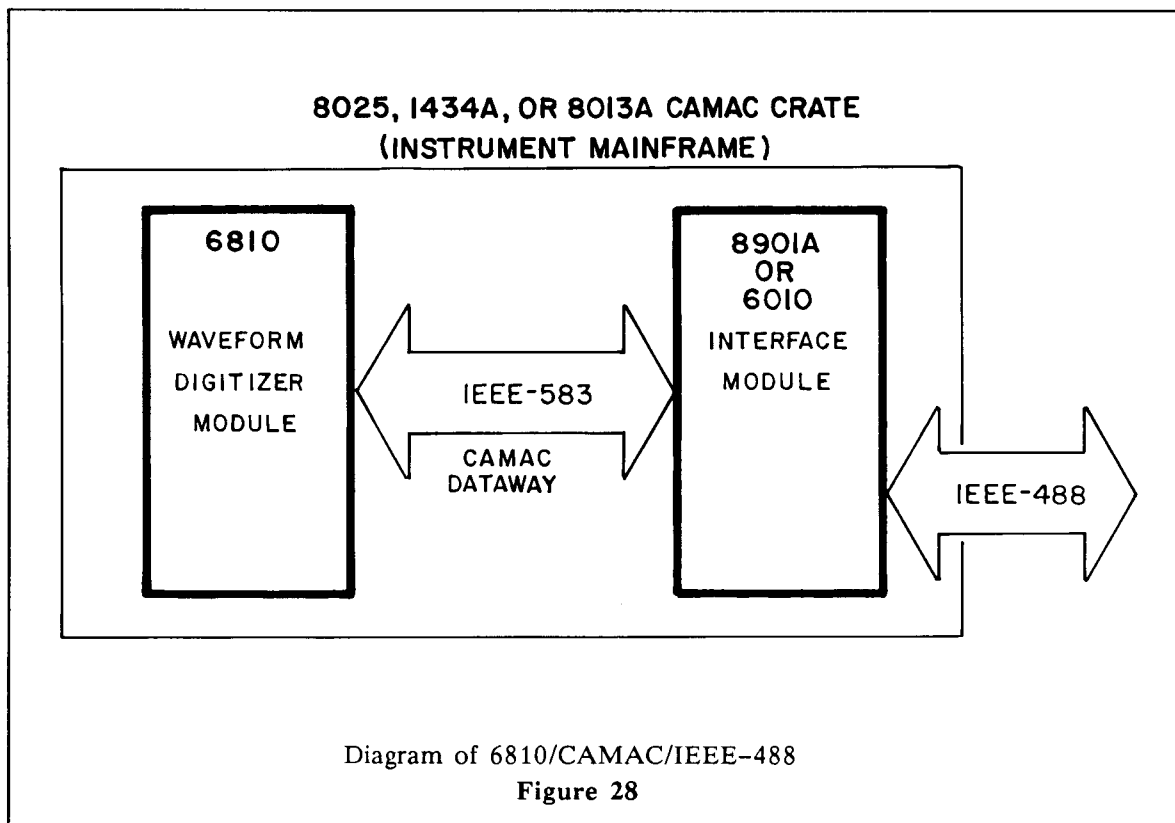 8025, 1434A, OR 8013A CAMAC CRATE
(INSTRUMENT MAINFRAME)
6810
WAVEFORM
DIGITIZER
MODULE
IEEE-583
CAMAC
DATAWAY
8901A
OR
6010
INTERFACE
MODULE
IEEE-488
Diagram of 6810/CAMAC/IEEE-488
Figure 28